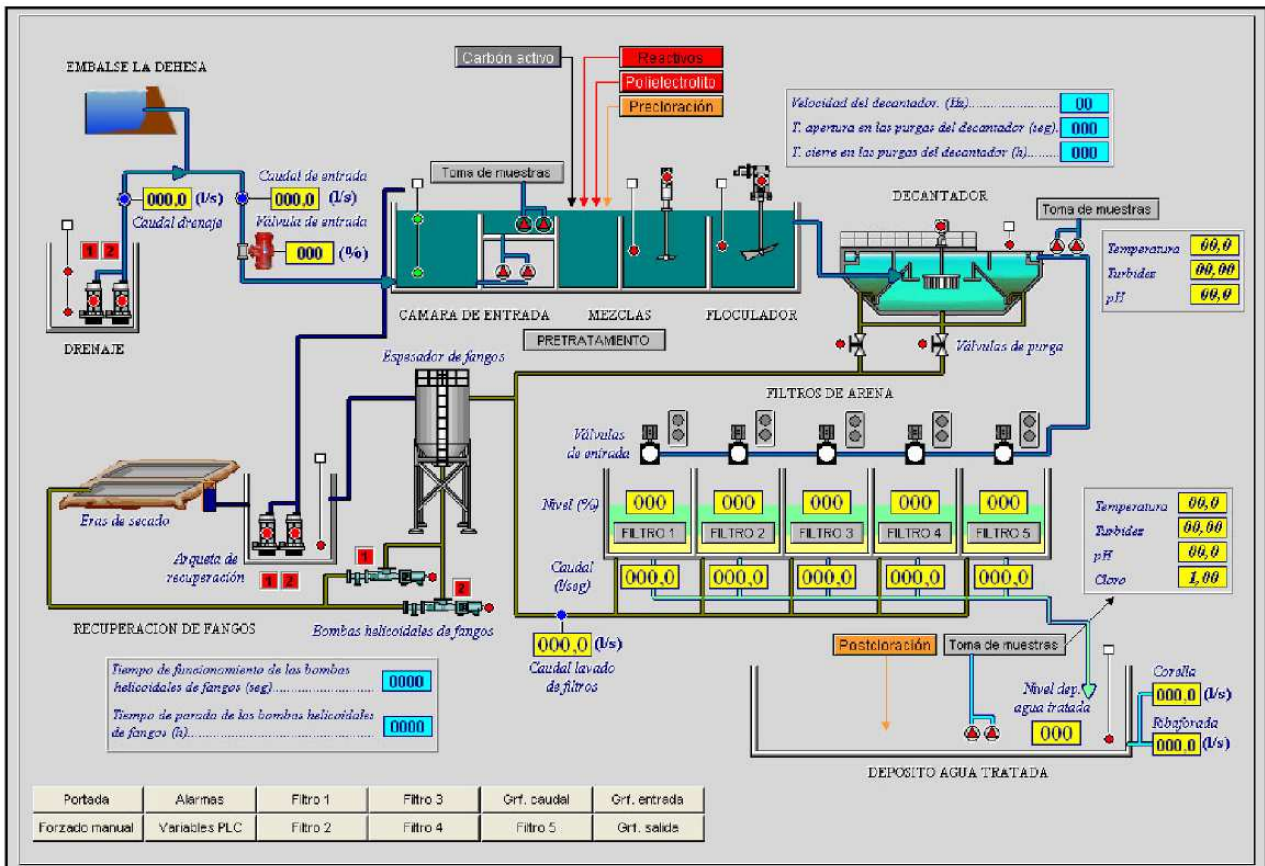 EMBALSE LA DEHESA
Carbón activo
Reactivos
Polielectrolito
Precloración
Velocidad del decantador. (Hz) 00
T. apertura en las purgas del decantador (seg). 000
T. cierre en las purgas del decantador (h) 000
Toma de muestras
Caudal de entrada
000,0 (l/s)
000,0 (l/s)
Caudal drenaje
Válvula de entrada
000 (%)
1 2
DRENAJE
CAMARA DE ENTRADA
MEZCLAS
FLOCULADOR
PRETRATAMIENTO
DECANTADOR
Toma de muestras
Temperatura 00,0
Turbidez 00,00
pH 00,0
Válvulas de purga
Espesador de fangos
FILTROS DE ARENA
Válvulas
de entrada
Nivel (%)
000 000 000 000 000
FILTRO 1 FILTRO 2 FILTRO 3 FILTRO 4 FILTRO 5
Caudal
(l/seg)
000,0 000,0 000,0 000,0 000,0
Temperatura 00,0
Turbidez 00,00
pH 00,0
Cloro 1,00
Eras de secado
Arqueta de
recuperación
1 2
1
2
RECUPERACION DE FANGOS
Bombas helicoidales de fangos
000,0 (l/s)
Caudal lavado
de filtros
Tiempo de funcionamiento de las bombas
helicoidales de fangos (seg) 0000
Tiempo de parada de las bombas helicoidales
de fangos (h) 0000
Postcloración
Toma de muestras
Nivel dep.
agua tratada
000
Corella
000,0 (l/s)
Ribaforada
000,0 (l/s)
DEPOSITO AGUA TRATADA
Portada Alarmas Filtro 1 Filtro 3 Grf. caudal Grf. entrada
Forzado manual Variables PLC Filtro 2 Filtro 4 Filtro 5 Grf. salida